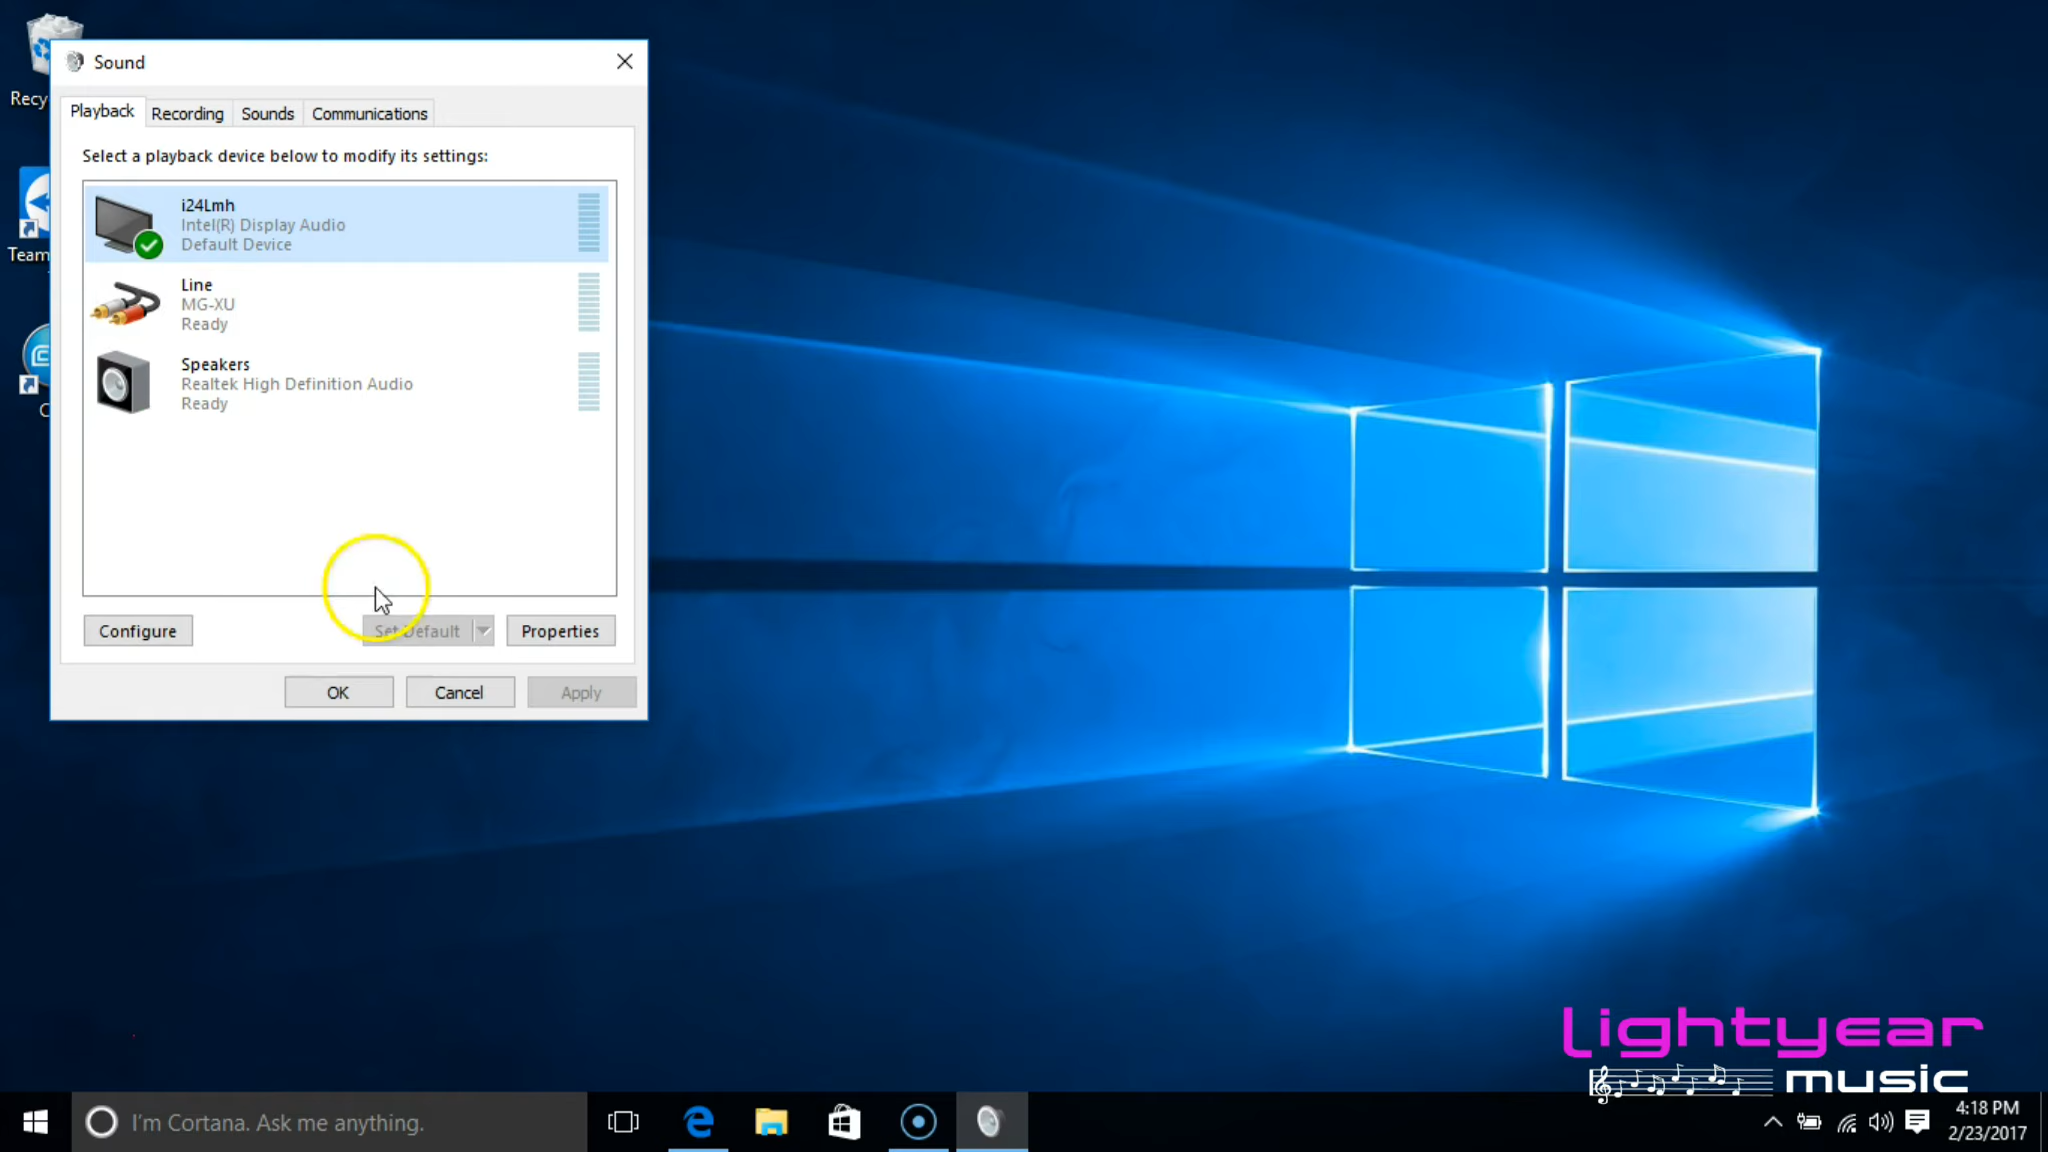 Recy
Team
C
Sound
Playback
Recording
Sounds
Communications
Select a playback device below to modify its settings:
i24Lmh
Intel(R) Display Audio
Default Device
Line
MG-XU
Ready
Speakers
Realtek High Definition Audio
Ready
Configure
Set Default
Properties
OK
Cancel
Apply
lightyear
music
I'm Cortana. Ask me anything.
4:18 PM
2/23/2017